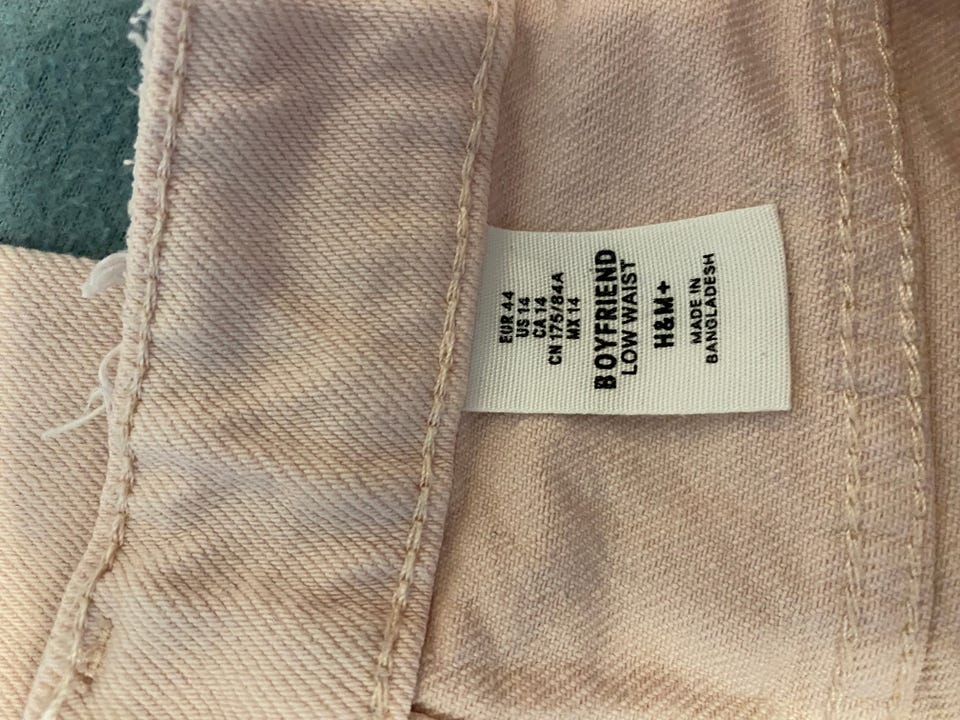 EUR 44
US 14
CA 14
CN 175/84A
MX 14
BOYFRIEND
LOW WAIST
H&M+
MADE IN
BANGLADESH